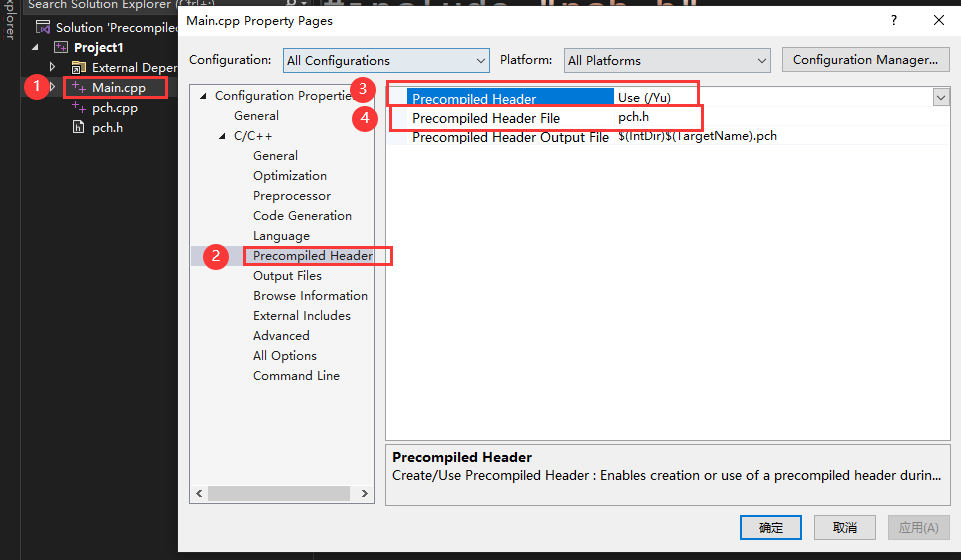 xplorer
Search Solution Explorer (Ctrl+;)
#include "pch.h"
Solution 'Precompiled
Project1
External Deper
1
Main.cpp
pch.cpp
pch.h
Main.cpp Property Pages
?
Configuration:
All Configurations
Platform:
All Platforms
Configuration Manager...
Configuration Propertie
General
C/C++
General
Optimization
Preprocessor
Code Generation
Language
2
Precompiled Header
Output Files
Browse Information
External Includes
Advanced
All Options
Command Line
3
Precompiled Header
Use (/Yu)
4
Precompiled Header File
pch.h
Precompiled Header Output File
$(IntDir)$(TargetName).pch
Precompiled Header
Create/Use Precompiled Header : Enables creation or use of a precompiled header durin...
确定
取消
应用(A)